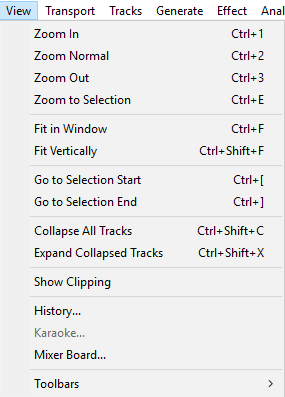 View Transport Tracks Generate Effect Anal
Zoom In Ctrl+1
Zoom Normal Ctrl+2
Zoom Out Ctrl+3
Zoom to Selection Ctrl+E
Fit in Window Ctrl+F
Fit Vertically Ctrl+Shift+F
Go to Selection Start Ctrl+[
Go to Selection End Ctrl+]
Collapse All Tracks Ctrl+Shift+C
Expand Collapsed Tracks Ctrl+Shift+X
Show Clipping
History...
Karaoke...
Mixer Board...
Toolbars